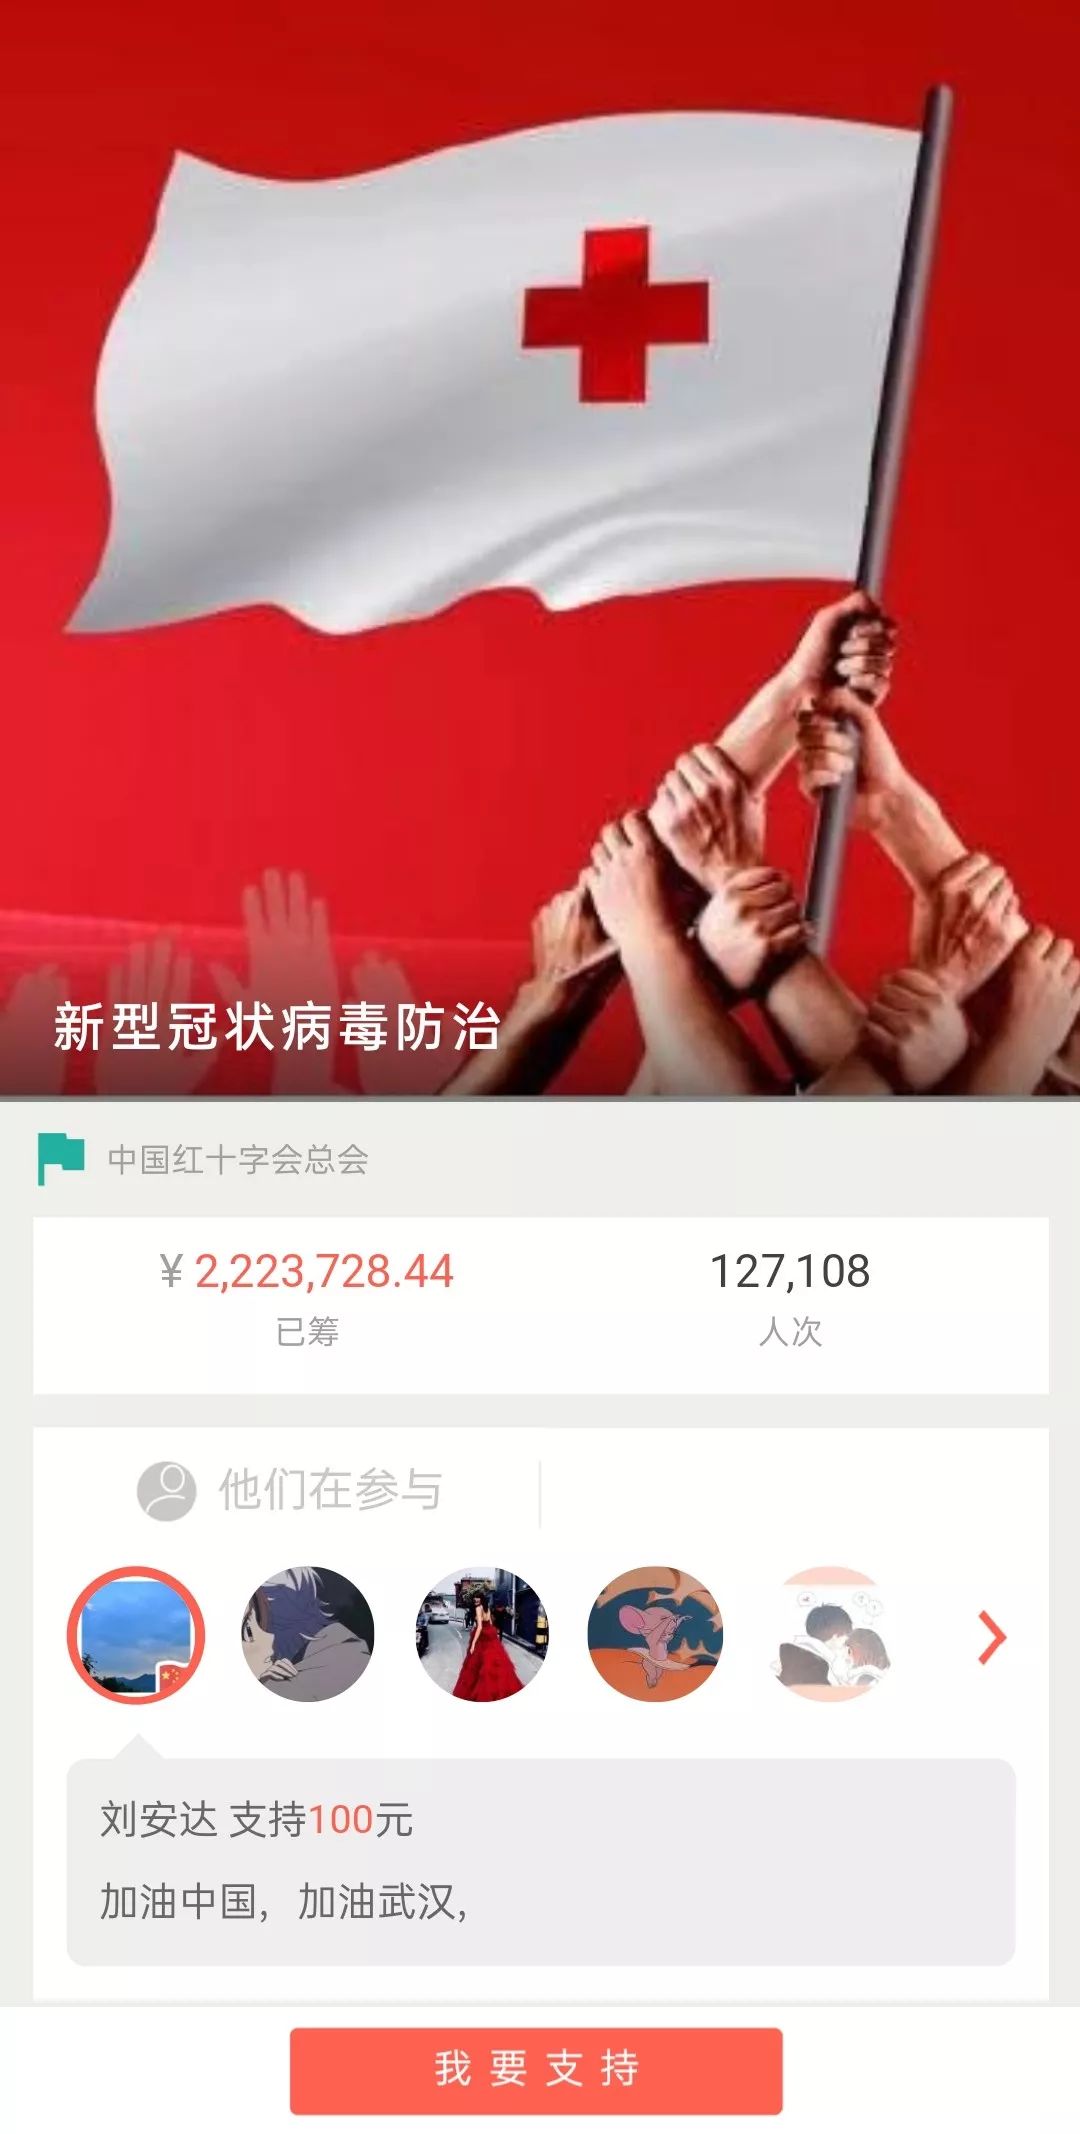 新型冠状病毒防治
中国红十字会总会
¥ 2,223,728.44
已筹
127,108
人次
他们在参与
刘安达 支持100元
加油中国，加油武汉,
我要支持